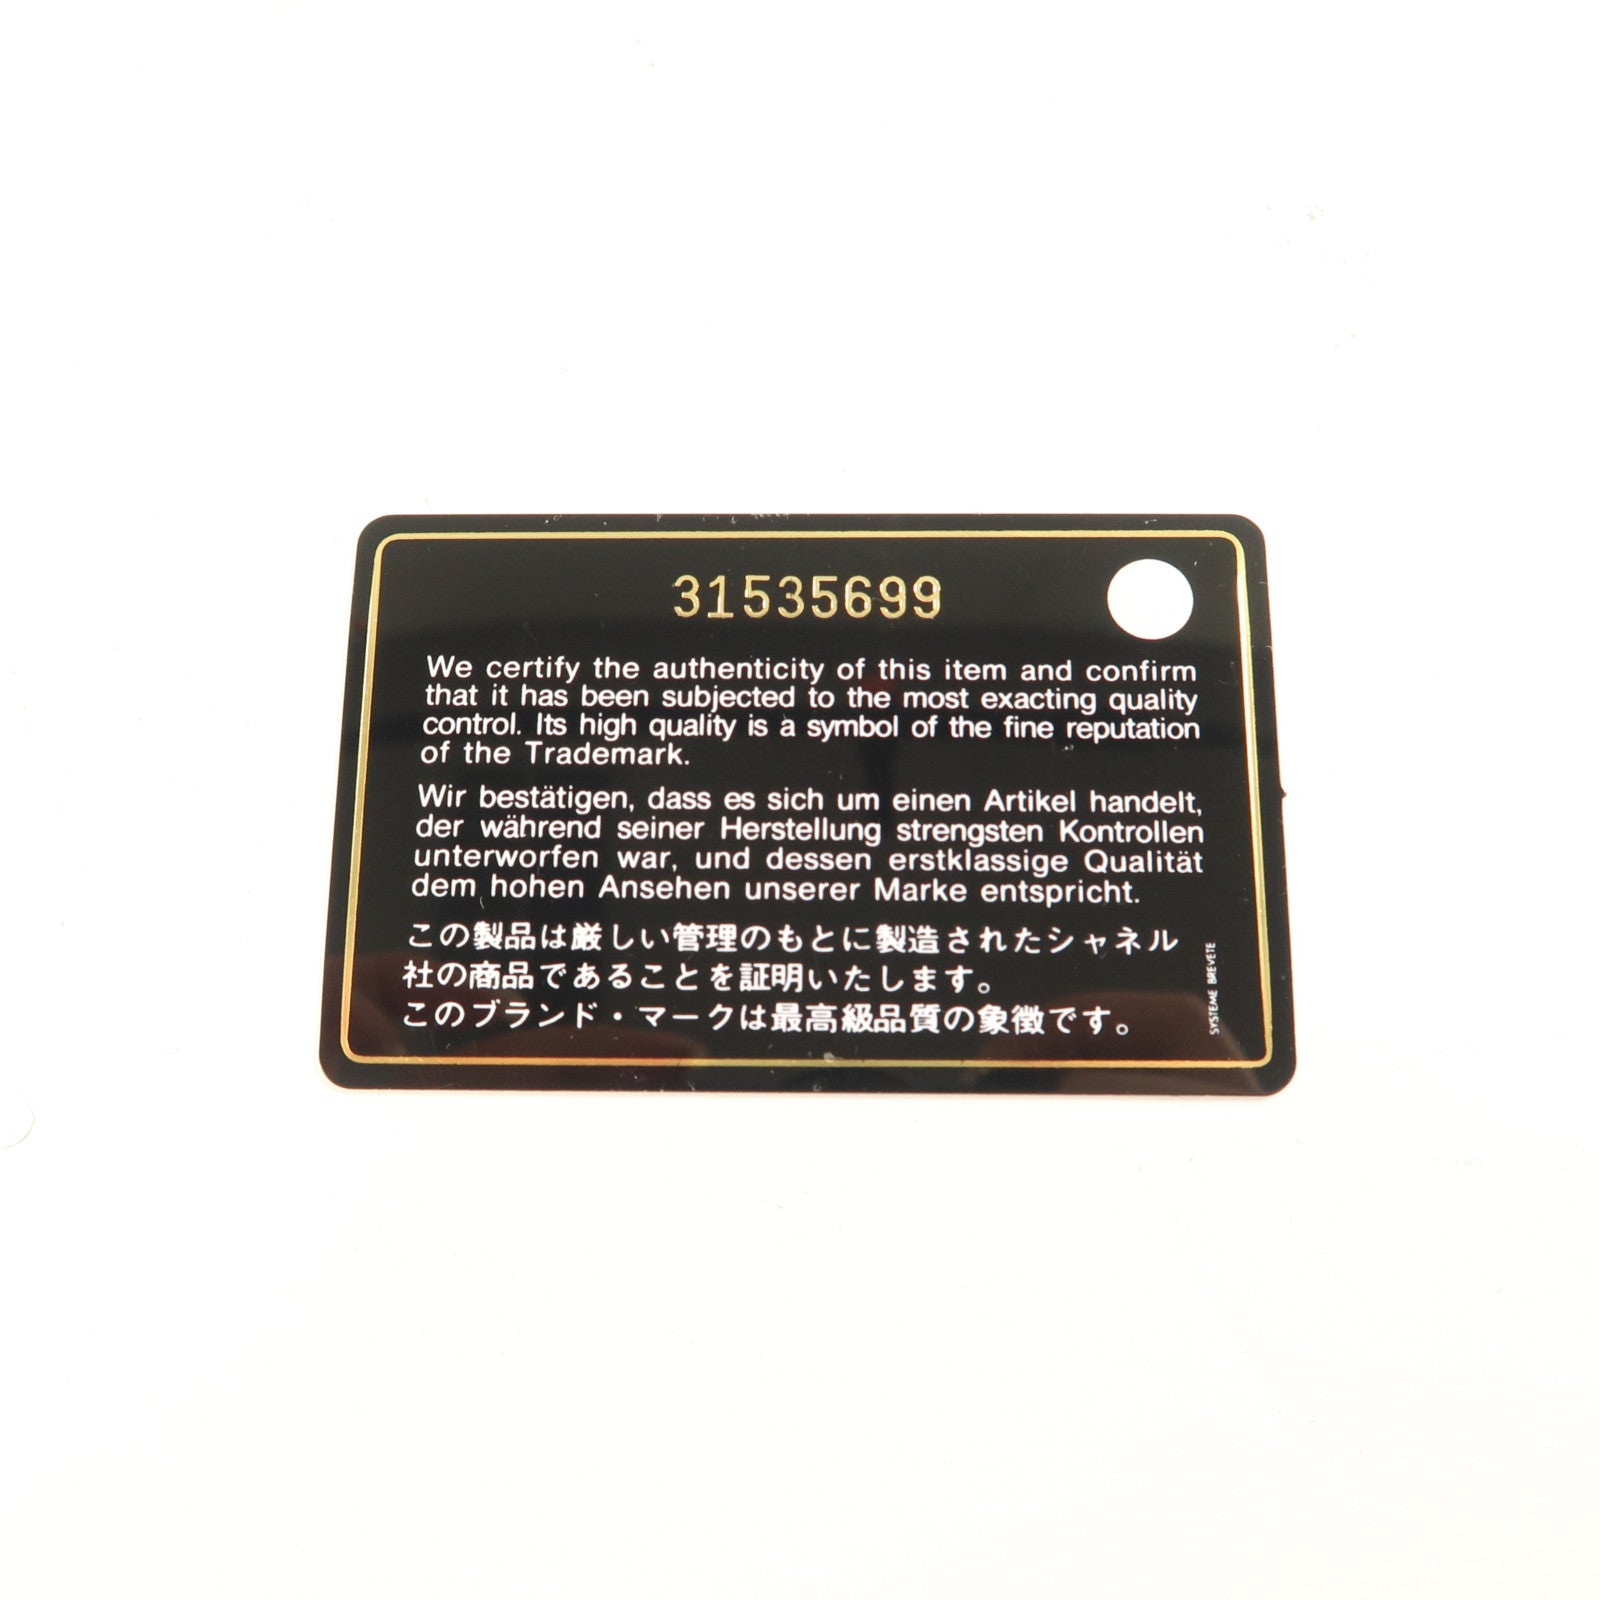 31535699
We certify the authenticity of this item and confirm
that it has been subjected to the most exacting quality
control. Its high quality is a symbol of the fine reputation
of the Trademark.
Wir bestätigen, dass es sich um einen Artikel handelt,
der während seiner Herstellung strengsten Kontrollen
unterworfen war, und dessen erstklassige Qualität
dem hohen Ansehen unserer Marke entspricht.
この製品は厳しい管理のもとに製造されたシャネル
社の商品であることを証明いたします。
このブランド・マークは最高級品質の象徴です。
SYSTEME BREVETE